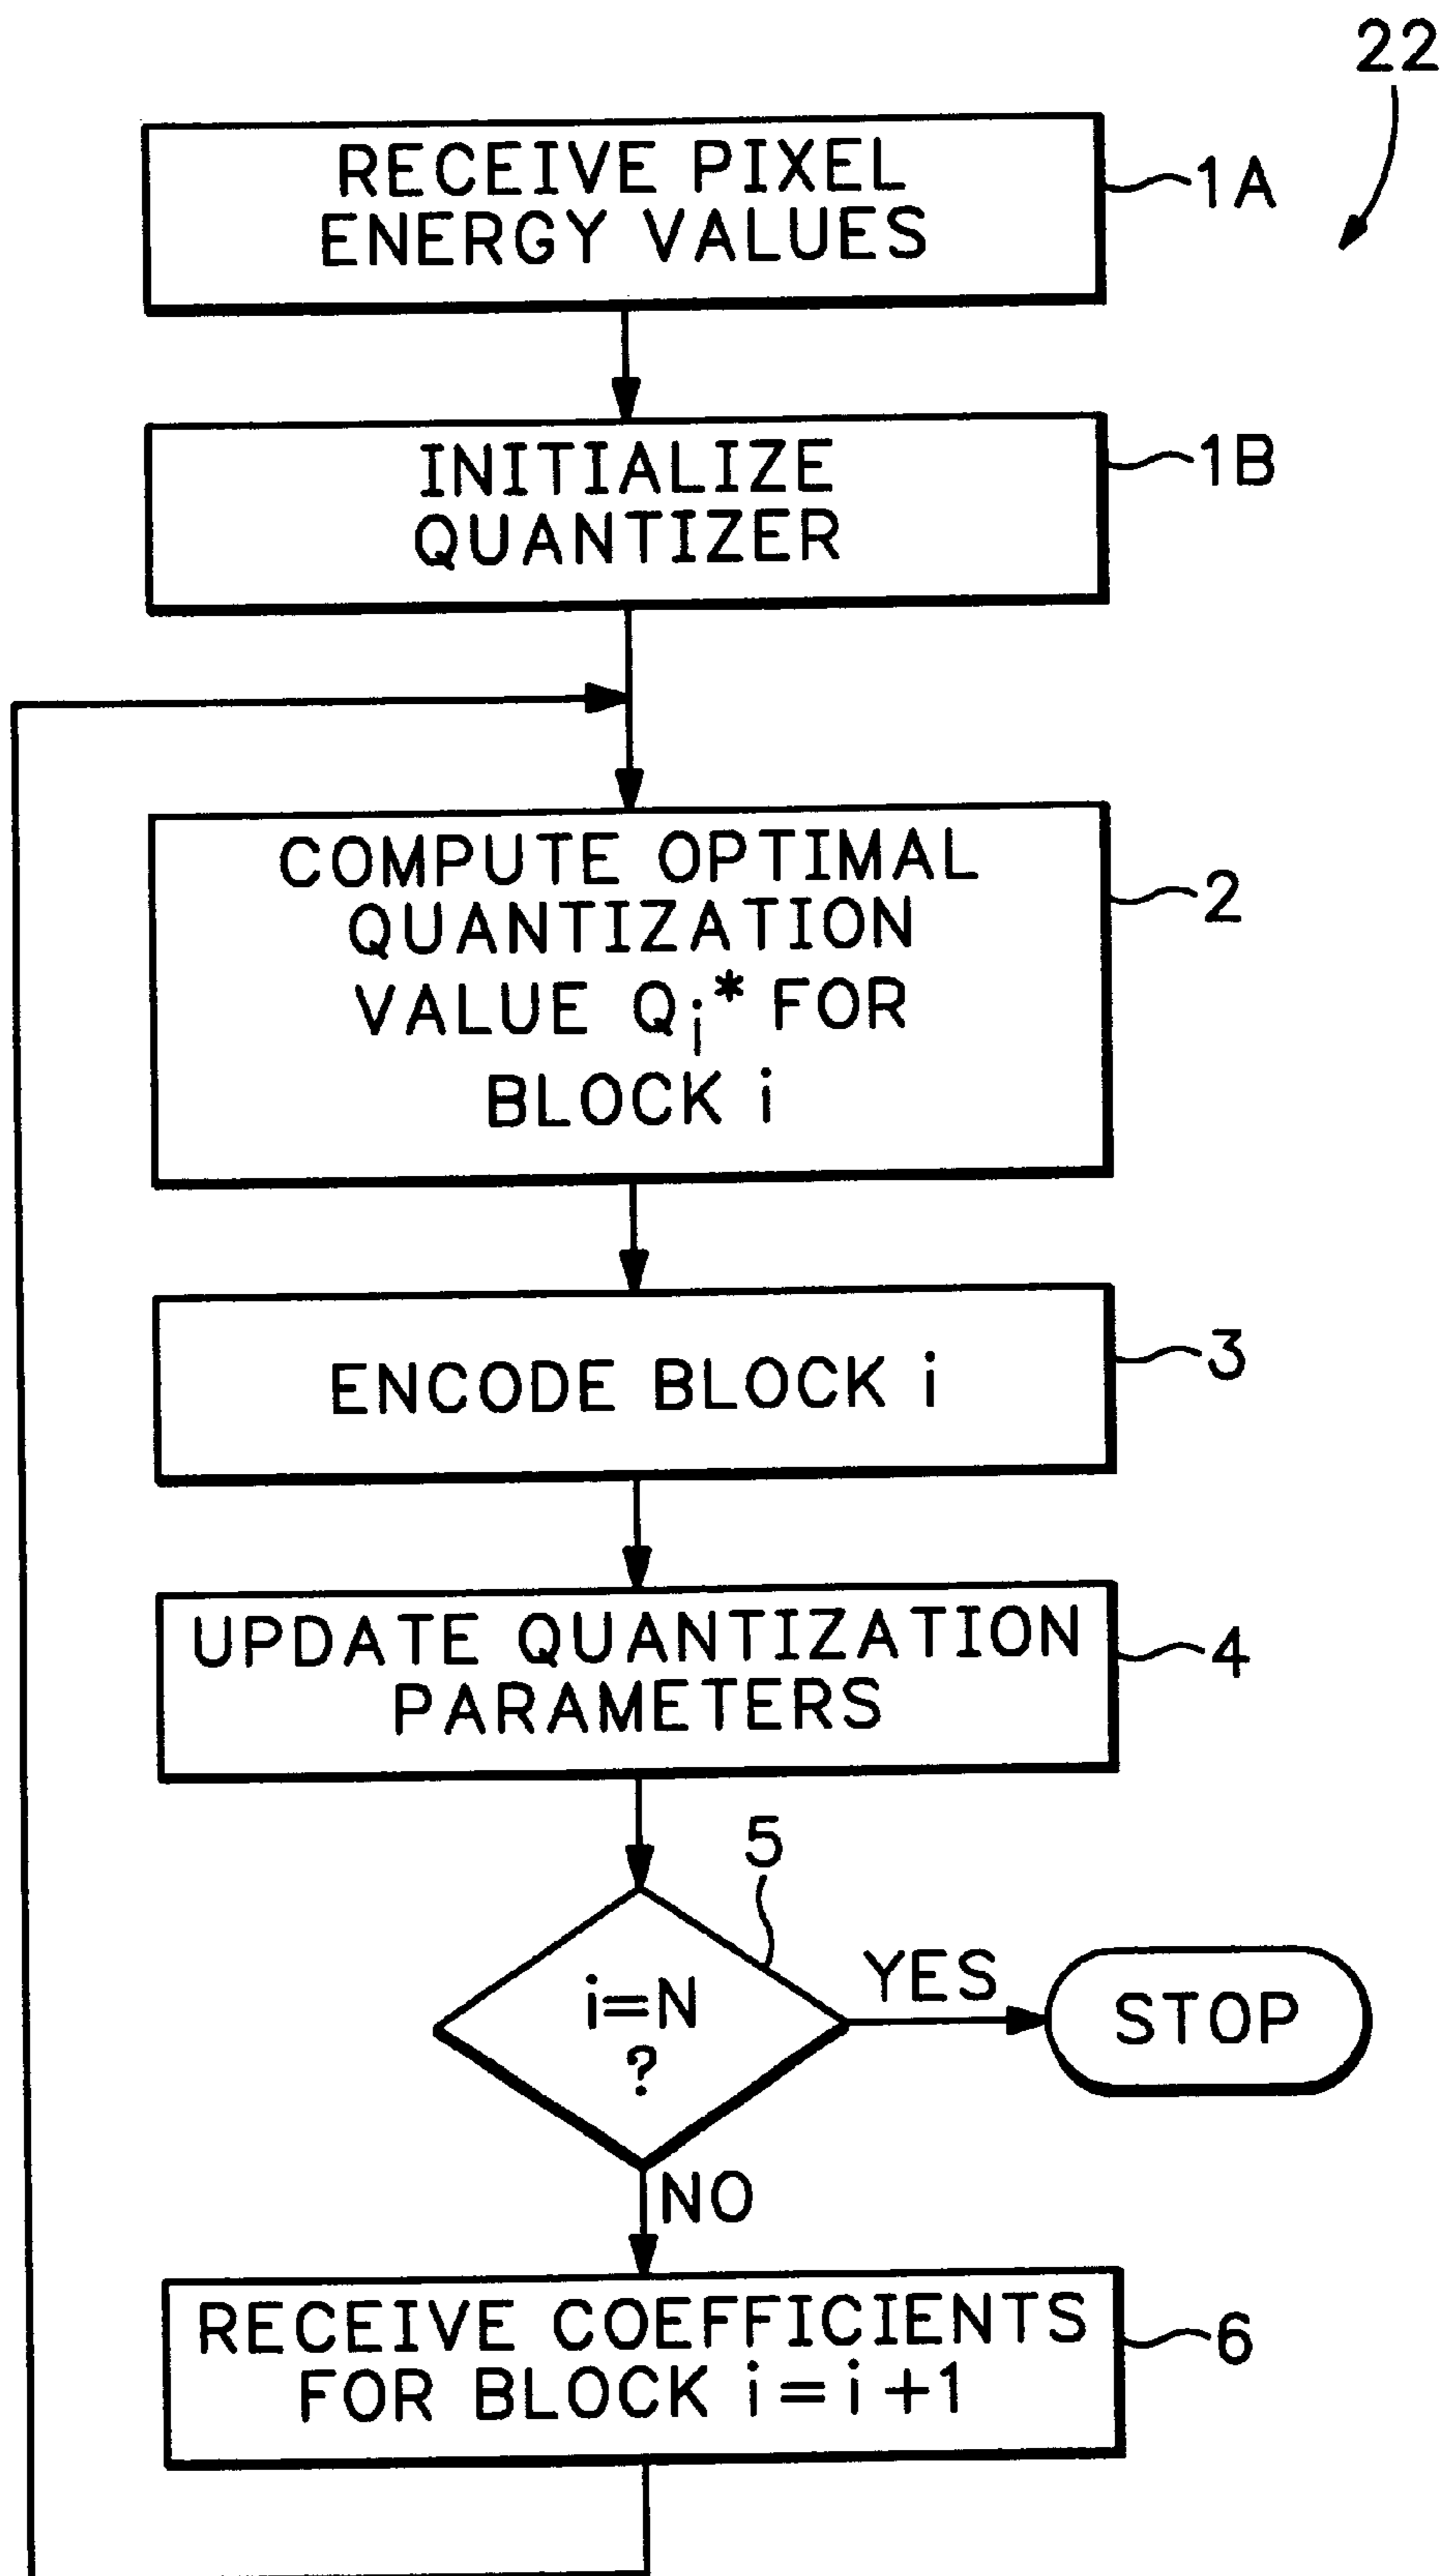 22
RECEIVE PIXEL
ENERGY VALUES
1A
INITIALIZE
QUANTIZER
1B
COMPUTE OPTIMAL
QUANTIZATION
VALUE Qi* FOR
BLOCK i
2
ENCODE BLOCK i
3
UPDATE QUANTIZATION
PARAMETERS
4
5
i=N
?
YES
STOP
NO
RECEIVE COEFFICIENTS
FOR BLOCK i=i+1
6